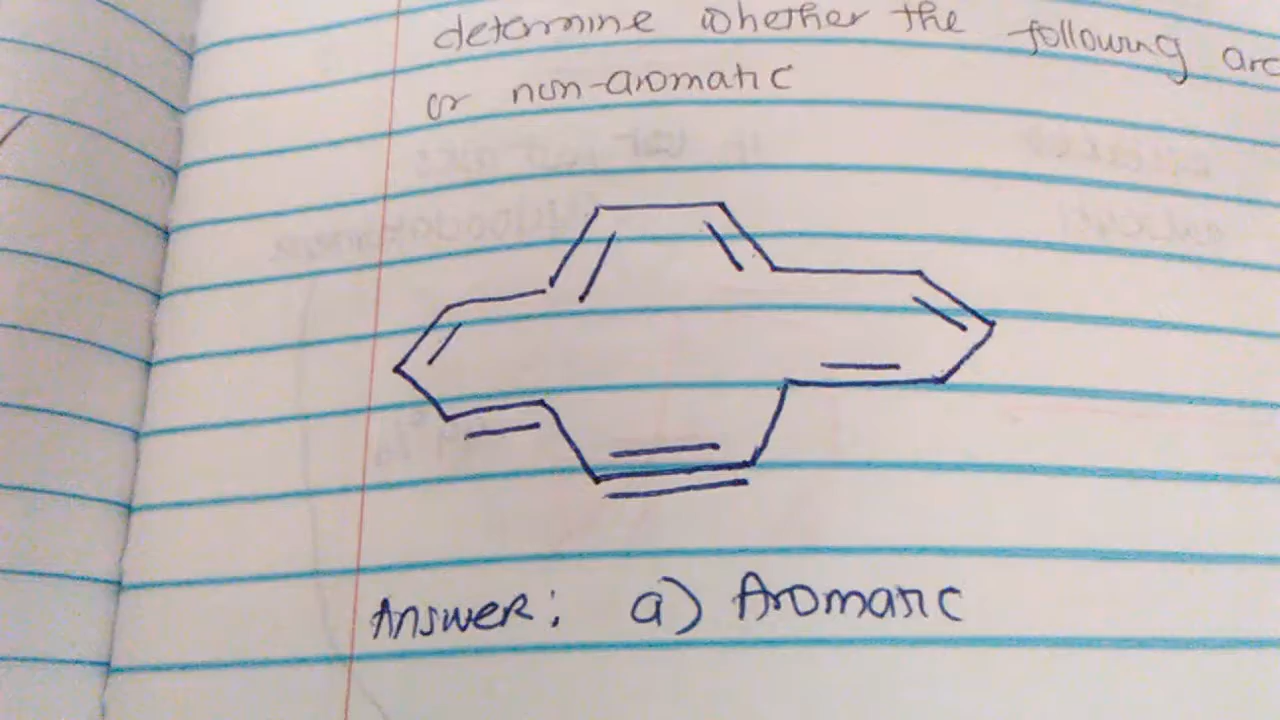 determine whether the following are
or non-aromatic
Answer: a) Aromatic